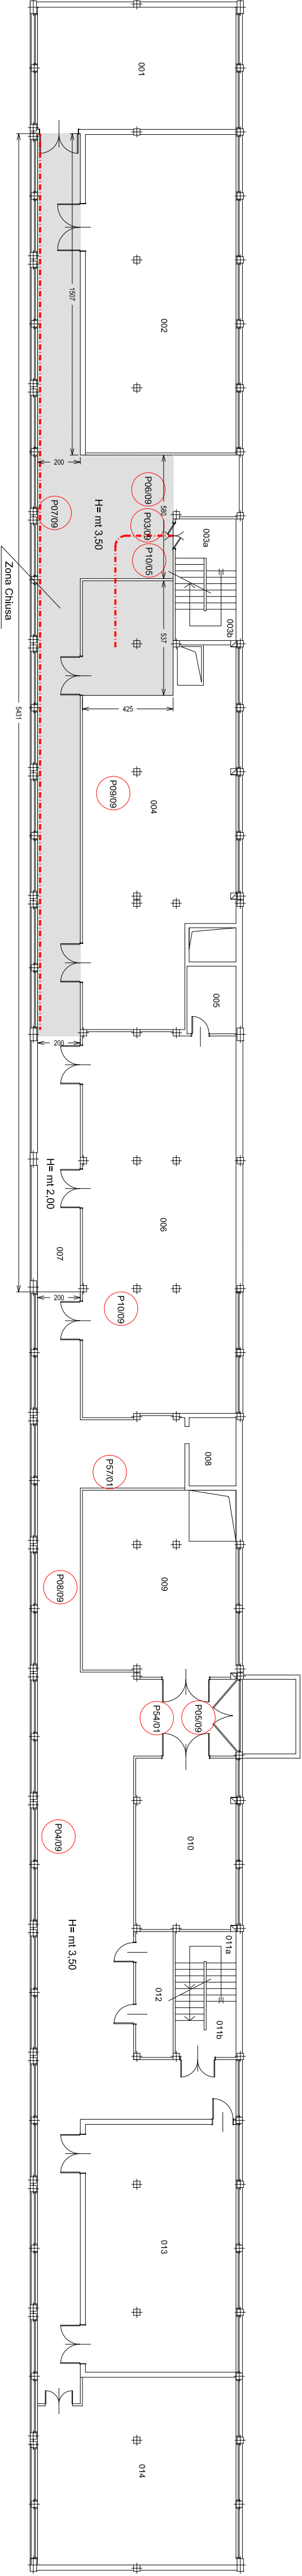 001
1507
002
200
P07/09
H= mt 3,50
P06/09
580
P03/09
P10/05
003a
003b
Zona Chiusa
5431
537
425
P09/09
004
005
200
H= mt 2,00
007
200
006
P10/09
008
P57/01
P08/09
009
P54/01
P05/09
P04/09
010
H= mt 3,50
011a
011b
012
013
014